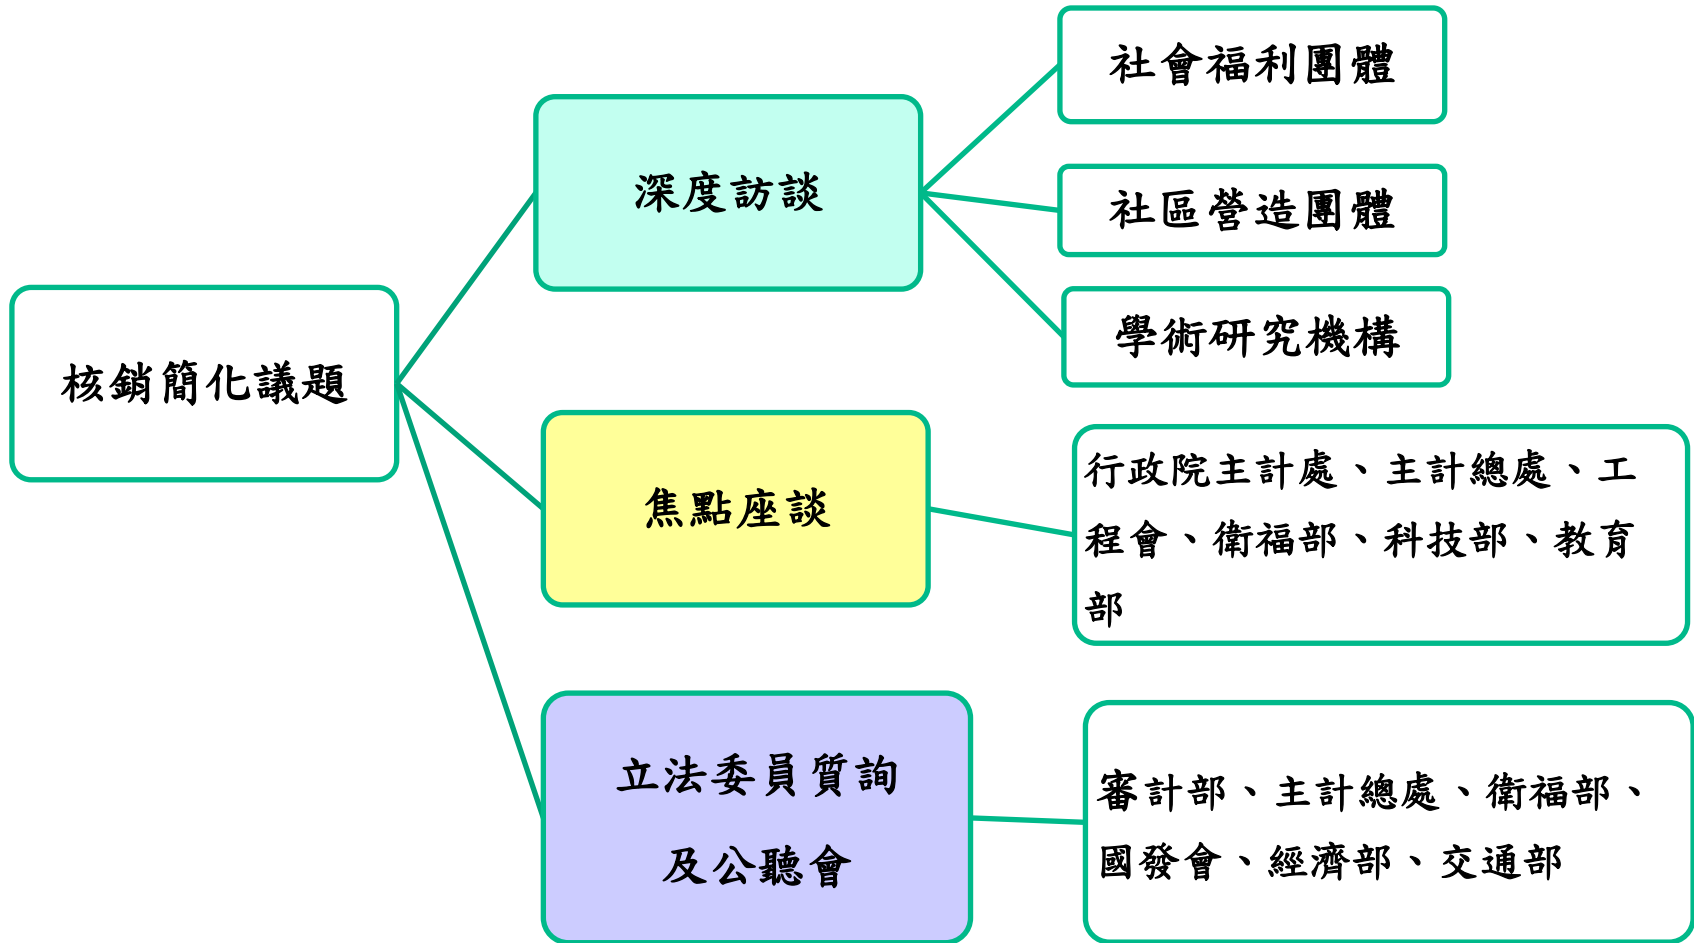 核銷簡化議題
深度訪談
社會福利團體
社區營造團體
學術研究機構
焦點座談
行政院主計處、主計總處、工
程會、衛福部、科技部、教育
部
立法委員質詢
及公聽會
審計部、主計總處、衛福部、
國發會、經濟部、交通部